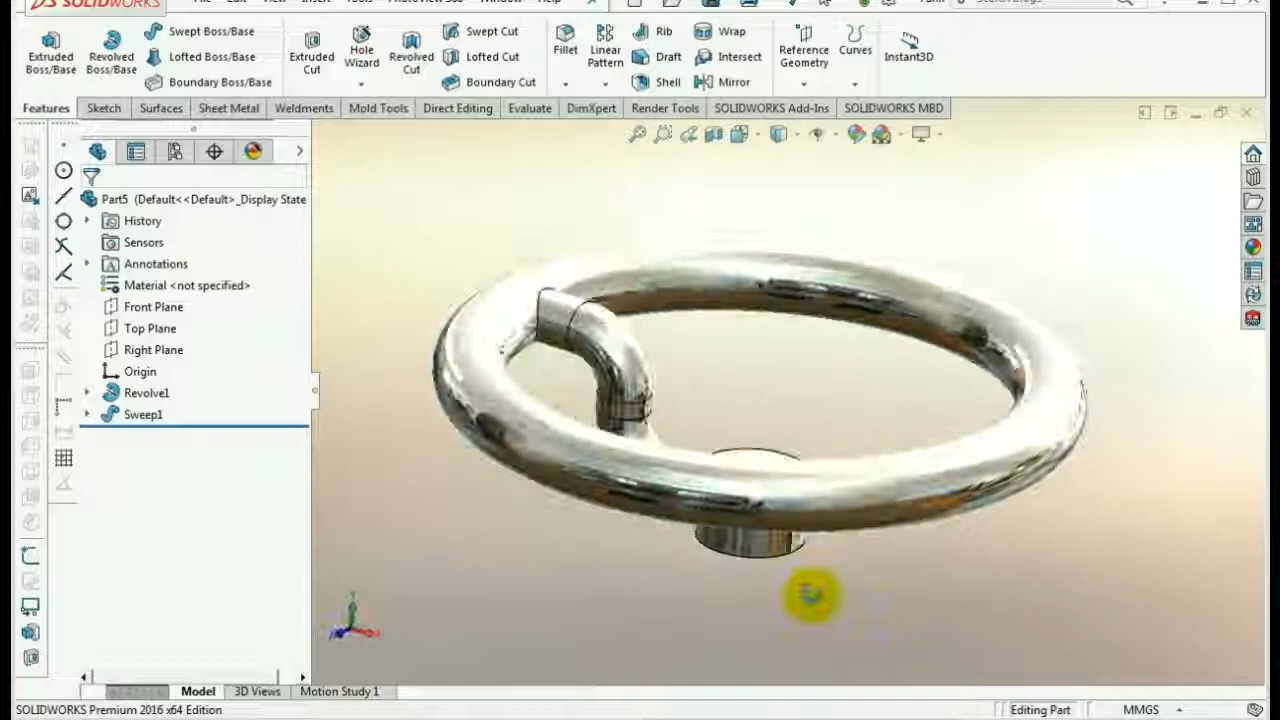 SOLIDWORKS
Swept Boss/Base
Lofted Boss/Base
Boundary Boss/Base
Extruded Boss/Base
Revolved Boss/Base
Extruded Cut
Hole Wizard
Revolved Cut
Swept Cut
Lofted Cut
Boundary Cut
Fillet
Linear Pattern
Rib
Draft
Shell
Wrap
Intersect
Mirror
Reference Geometry
Curves
Instant3D
Features Sketch Surfaces Sheet Metal Weldments Mold Tools Direct Editing Evaluate DimXpert Render Tools SOLIDWORKS Add-Ins SOLIDWORKS MBD
Part5 (Default<<Default>_Display State
History
Sensors
Annotations
Material <not specified>
Front Plane
Top Plane
Right Plane
Origin
Revolve1
Sweep1
Model 3D Views Motion Study 1
SOLIDWORKS Premium 2016 x64 Edition
Editing Part
MMGS